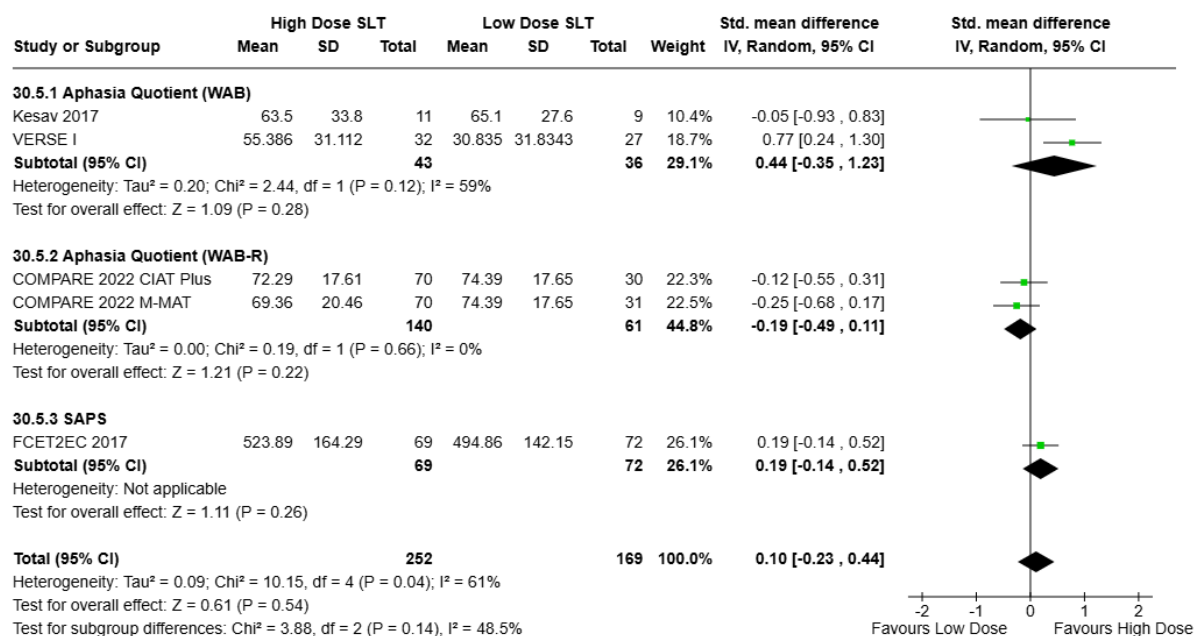 High Dose SLT Low Dose SLT Std. mean difference Std. mean difference
Study or Subgroup Mean SD Total Mean SD Total Weight IV, Random, 95% CI IV, Random, 95% CI
30.5.1 Aphasia Quotient (WAB)
Kesav 2017 63.5 33.8 11 65.1 27.6 9 10.4% -0.05 [-0.93 , 0.83]
VERSE I 55.386 31.112 32 30.835 31.8343 27 18.7% 0.77 [0.24 , 1.30]
Subtotal (95% CI) 43 36 29.1% 0.44 [-0.35 , 1.23]
Heterogeneity: Tau² = 0.20; Chi² = 2.44, df = 1 (P = 0.12); I² = 59%
Test for overall effect: Z = 1.09 (P = 0.28)
30.5.2 Aphasia Quotient (WAB-R)
COMPARE 2022 CIAT Plus 72.29 17.61 70 74.39 17.65 30 22.3% -0.12 [-0.55 , 0.31]
COMPARE 2022 M-MAT 69.36 20.46 70 74.39 17.65 31 22.5% -0.25 [-0.68 , 0.17]
Subtotal (95% CI) 140 61 44.8% -0.19 [-0.49 , 0.11]
Heterogeneity: Tau² = 0.00; Chi² = 0.19, df = 1 (P = 0.66); I² = 0%
Test for overall effect: Z = 1.21 (P = 0.22)
30.5.3 SAPS
FCET2EC 2017 523.89 164.29 69 494.86 142.15 72 26.1% 0.19 [-0.14 , 0.52]
Subtotal (95% CI) 69 72 26.1% 0.19 [-0.14 , 0.52]
Heterogeneity: Not applicable
Test for overall effect: Z = 1.11 (P = 0.26)
Total (95% CI) 252 169 100.0% 0.10 [-0.23 , 0.44]
Heterogeneity: Tau² = 0.09; Chi² = 10.15, df = 4 (P = 0.04); I² = 61%
Test for overall effect: Z = 0.61 (P = 0.54)
Test for subgroup differences: Chi² = 3.88, df = 2 (P = 0.14), I² = 48.5%
-2 -1 0 1 2
Favours Low Dose Favours High Dose